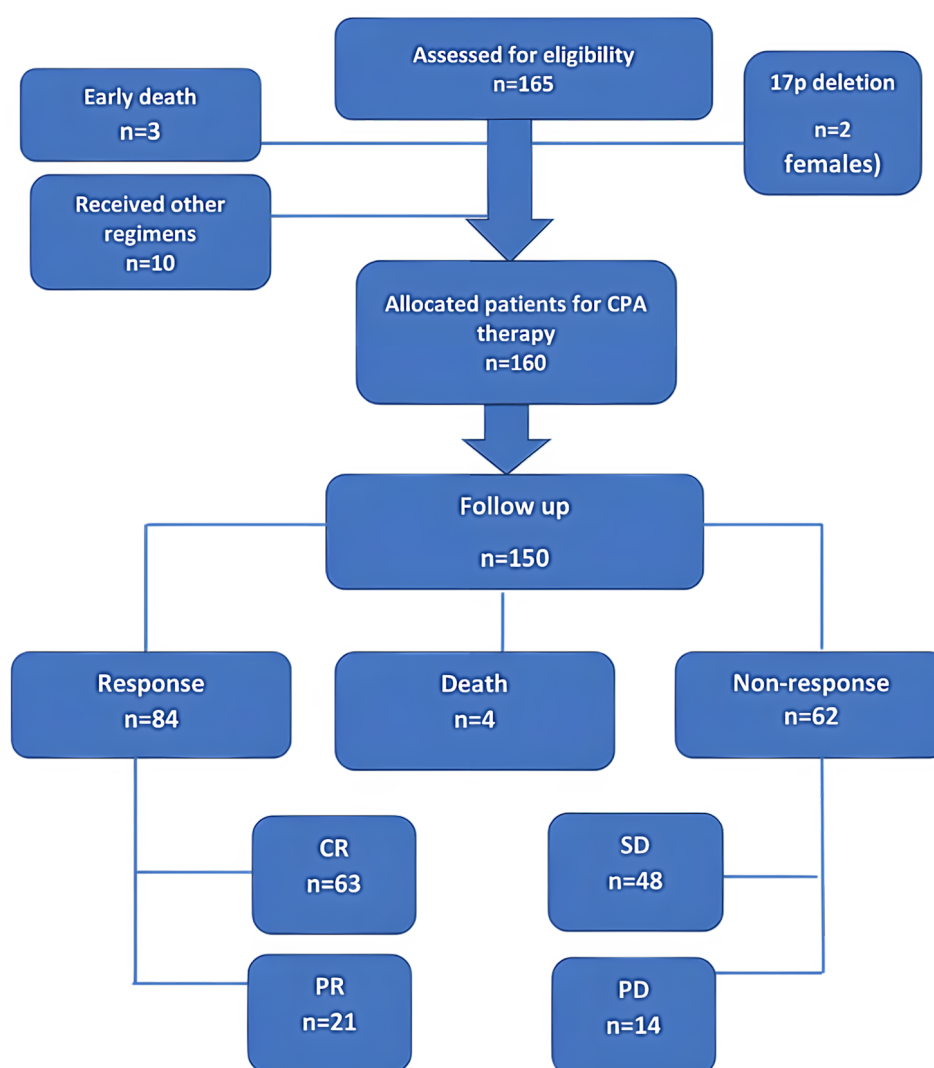 Assessed for eligibility
n=165
Early death
n=3
17p deletion
n=2
females)
Received other
regimens
n=10
Allocated patients for CPA
therapy
n=160
Follow up
n=150
Response
n=84
Death
n=4
Non-response
n=62
CR
n=63
SD
n=48
PR
n=21
PD
n=14